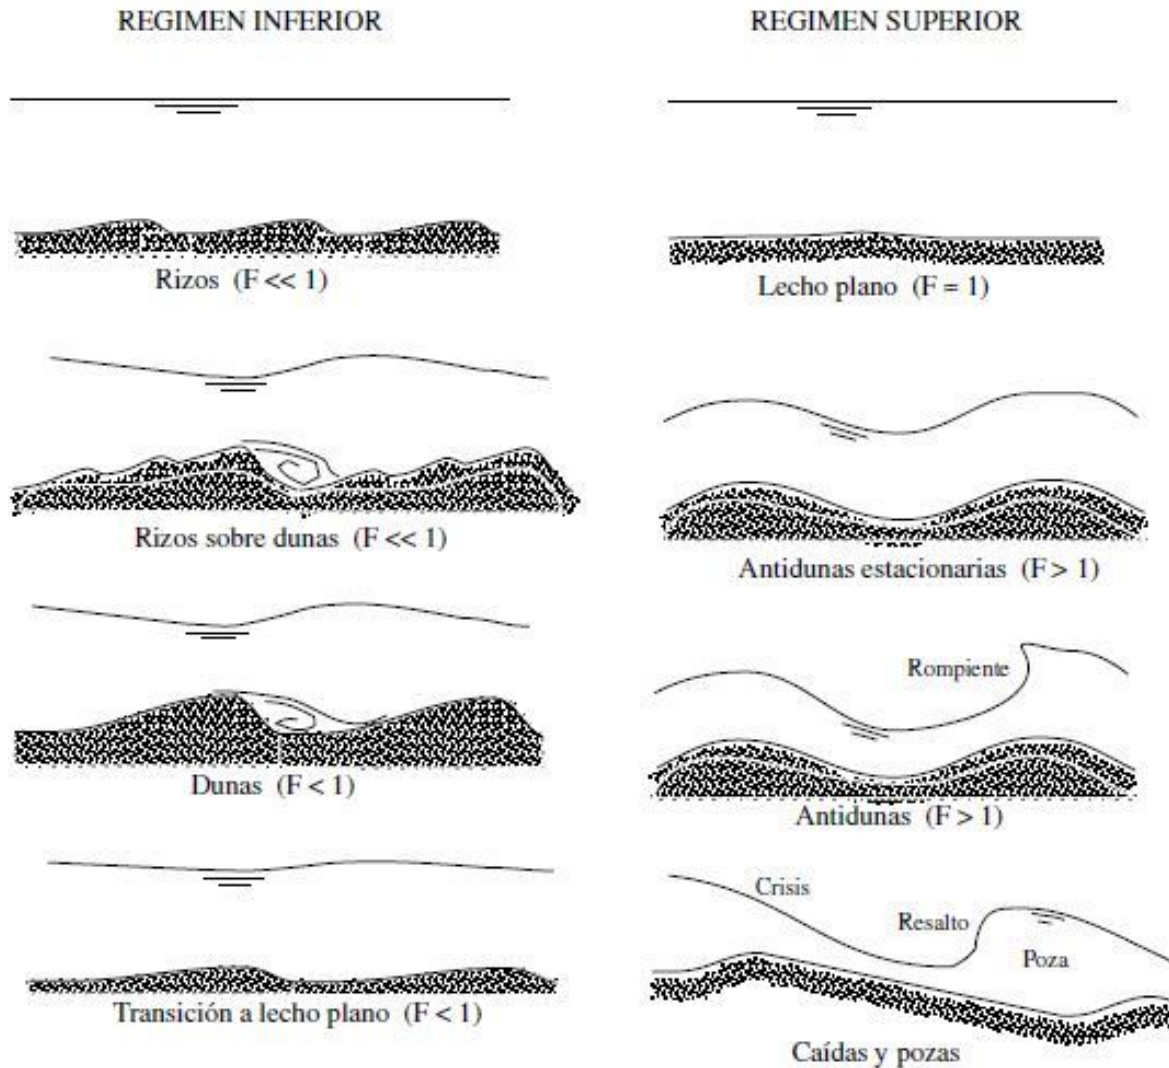 REGIMEN INFERIOR
Rizos (F << 1)
Rizos sobre dunas (F << 1)
Dunas (F < 1)
Transición a lecho plano (F < 1)
REGIMEN SUPERIOR
Lecho plano (F = 1)
Antidunas estacionarias (F > 1)
Rompiente
Antidunas (F > 1)
Crisis
Resalto
Poza
Caídas y pozas